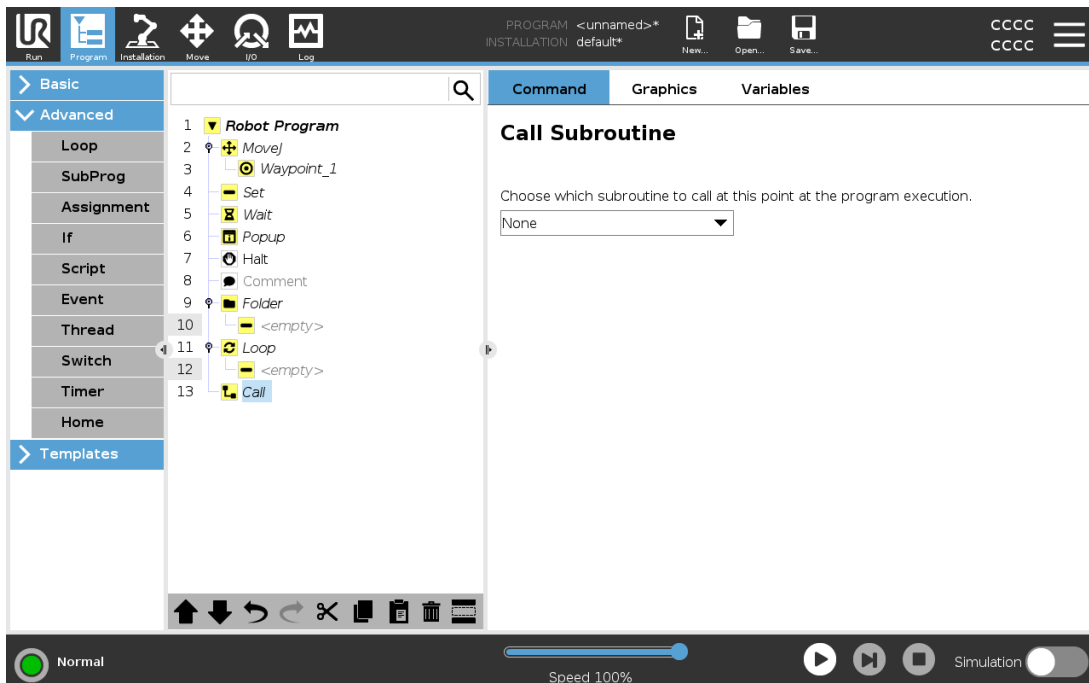 PROGRAM <unnamed>*
INSTALLATION default*
CCCC
CCCC
Run Program Installation Move I/O Log New... Open... Save...
Basic
Advanced
Loop
SubProg
Assignment
If
Script
Event
Thread
Switch
Timer
Home
Templates
1 Robot Program
2 MoveJ
3 Waypoint_1
4 Set
5 Wait
6 Popup
7 Halt
8 Comment
9 Folder
10 <empty>
11 Loop
12 <empty>
13 Call
Command Graphics Variables
Call Subroutine
Choose which subroutine to call at this point at the program execution.
None
Normal
Speed 100%
Simulation